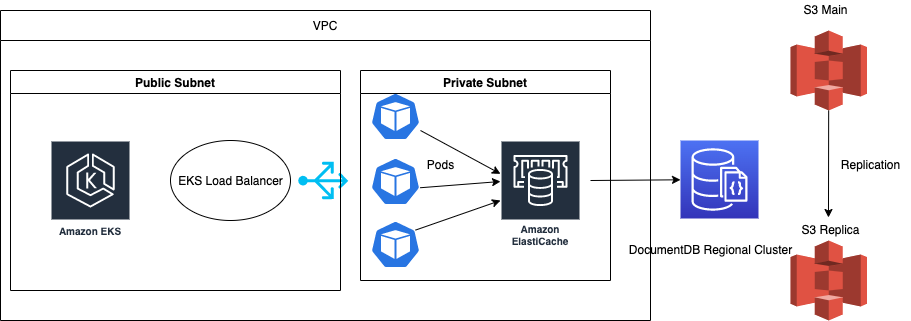 S3 Main
VPC
Public Subnet
Private Subnet
Pods
EKS Load Balancer
Replication
Amazon EKS
Amazon
ElastiCache
S3 Replica
DocumentDB Regional Cluster